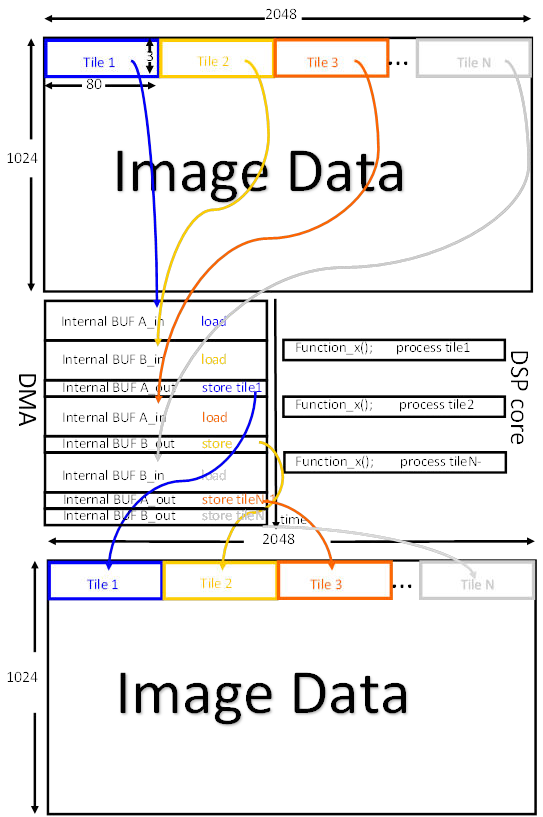 2048
Tile 1
3
Tile 2
Tile 3
...
Tile N
80
1024
Image Data
DMA
Internal BUF A_in load
Internal BUF B_in load
Internal BUF A_out store tile1
Internal BUF A_in load
Internal BUF B_out store
Internal BUF B_in load
Internal BUF A_out store tileN-
Internal BUF B_out store tileN
Function_x(); process tile1
Function_x(); process tile2
Function_x(); process tileN-
DSP core
time
2048
Tile 1
Tile 2
Tile 3
...
Tile N
1024
Image Data